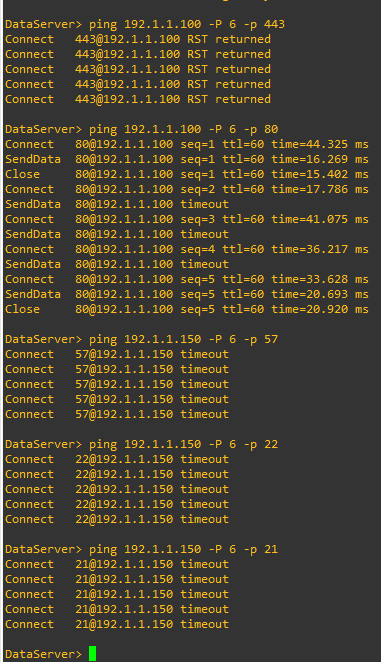 DataServer> ping 192.1.1.100 -P 6 -p 443
Connect 443@192.1.1.100 RST returned
Connect 443@192.1.1.100 RST returned
Connect 443@192.1.1.100 RST returned
Connect 443@192.1.1.100 RST returned
Connect 443@192.1.1.100 RST returned
DataServer> ping 192.1.1.100 -P 6 -p 80
Connect 80@192.1.1.100 seq=1 ttl=60 time=44.325 ms
SendData 80@192.1.1.100 seq=1 ttl=60 time=16.269 ms
Close 80@192.1.1.100 seq=1 ttl=60 time=15.402 ms
Connect 80@192.1.1.100 seq=2 ttl=60 time=17.786 ms
SendData 80@192.1.1.100 timeout
Connect 80@192.1.1.100 seq=3 ttl=60 time=41.075 ms
SendData 80@192.1.1.100 timeout
Connect 80@192.1.1.100 seq=4 ttl=60 time=36.217 ms
SendData 80@192.1.1.100 timeout
Connect 80@192.1.1.100 seq=5 ttl=60 time=33.628 ms
SendData 80@192.1.1.100 seq=5 ttl=60 time=20.693 ms
Close 80@192.1.1.100 seq=5 ttl=60 time=20.920 ms
DataServer> ping 192.1.1.150 -P 6 -p 57
Connect 57@192.1.1.150 timeout
Connect 57@192.1.1.150 timeout
Connect 57@192.1.1.150 timeout
Connect 57@192.1.1.150 timeout
Connect 57@192.1.1.150 timeout
DataServer> ping 192.1.1.150 -P 6 -p 22
Connect 22@192.1.1.150 timeout
Connect 22@192.1.1.150 timeout
Connect 22@192.1.1.150 timeout
Connect 22@192.1.1.150 timeout
Connect 22@192.1.1.150 timeout
DataServer> ping 192.1.1.150 -P 6 -p 21
Connect 21@192.1.1.150 timeout
Connect 21@192.1.1.150 timeout
Connect 21@192.1.1.150 timeout
Connect 21@192.1.1.150 timeout
Connect 21@192.1.1.150 timeout
DataServer>